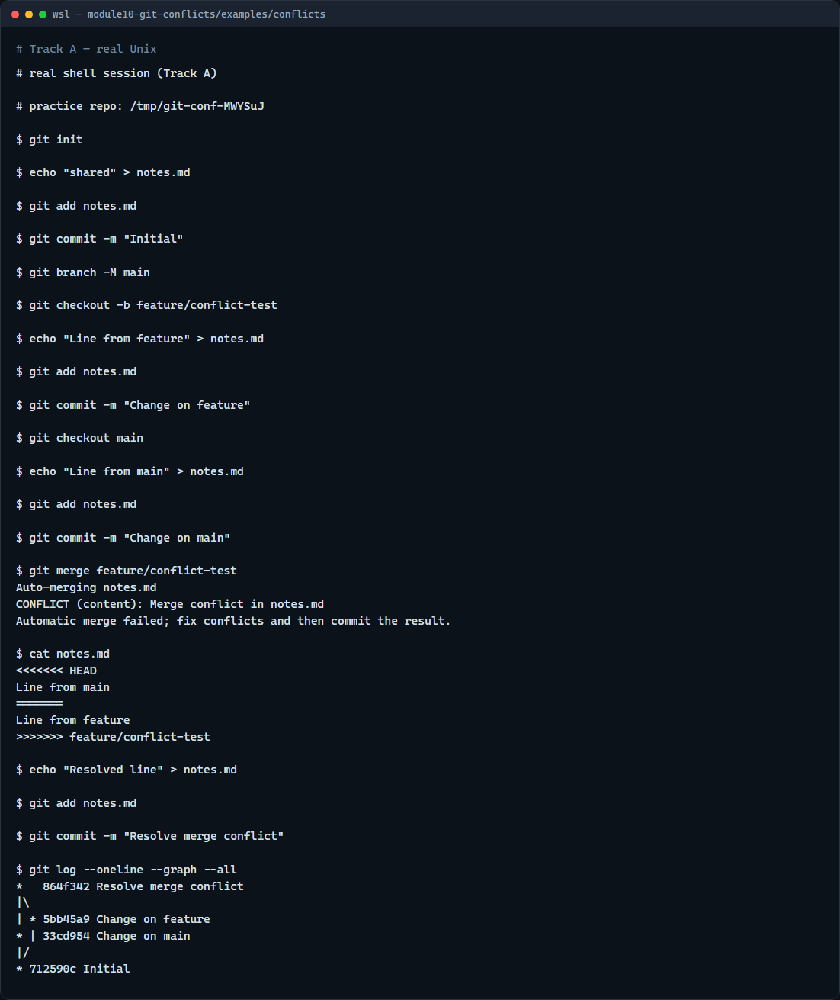 wsl — module10-git-conflicts/examples/conflicts
# Track A — real Unix
# real shell session (Track A)
# practice repo: /tmp/git-conf-MWYSuJ
$ git init
$ echo "shared" > notes.md
$ git add notes.md
$ git commit -m "Initial"
$ git branch -M main
$ git checkout -b feature/conflict-test
$ echo "Line from feature" > notes.md
$ git add notes.md
$ git commit -m "Change on feature"
$ git checkout main
$ echo "Line from main" > notes.md
$ git add notes.md
$ git commit -m "Change on main"
$ git merge feature/conflict-test
Auto-merging notes.md
CONFLICT (content): Merge conflict in notes.md
Automatic merge failed; fix conflicts and then commit the result.
$ cat notes.md
<<<<<<< HEAD
Line from main
=======
Line from feature
>>>>>>> feature/conflict-test
$ echo "Resolved line" > notes.md
$ git add notes.md
$ git commit -m "Resolve merge conflict"
$ git log --oneline --graph --all
*   864f342 Resolve merge conflict
|\
| * 5bb45a9 Change on feature
* | 33cd954 Change on main
|/
* 712590c Initial